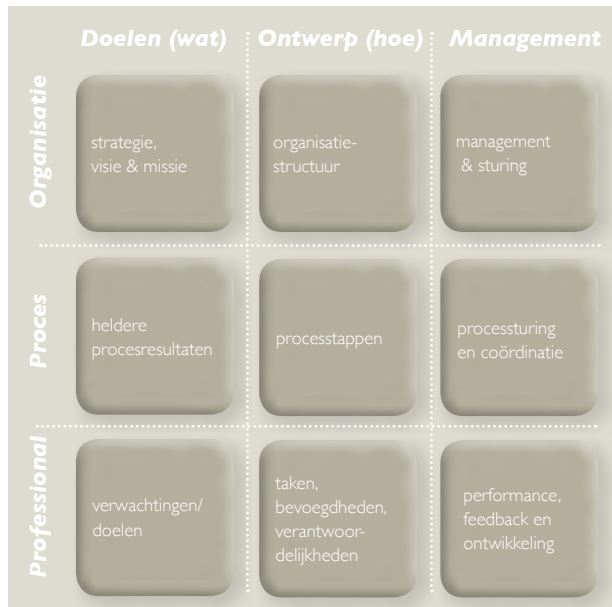 Doelen (wat) Ontwerp (hoe) Management
Organisatie
strategie,
visie & missie
organisatie-
structuur
management
& sturing
Proces
heldere
procesresultaten
processtappen
processturing
en coördinatie
Professional
verwachtingen/
doelen
taken,
bevoegdheden,
verantwoor-
delijkheden
performance,
feedback en
ontwikkeling